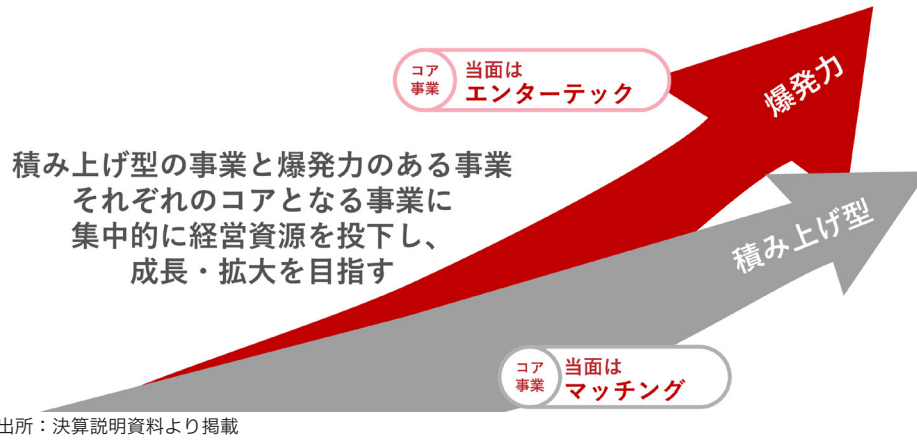 コア
事業
当面は
エンターテック
爆発力
積み上げ型の事業と爆発力のある事業
それぞれのコアとなる事業に
集中的に経営資源を投下し、
成長・拡大を目指す
積み上げ型
コア
事業
当面は
マッチング
出所：決算説明資料より掲載